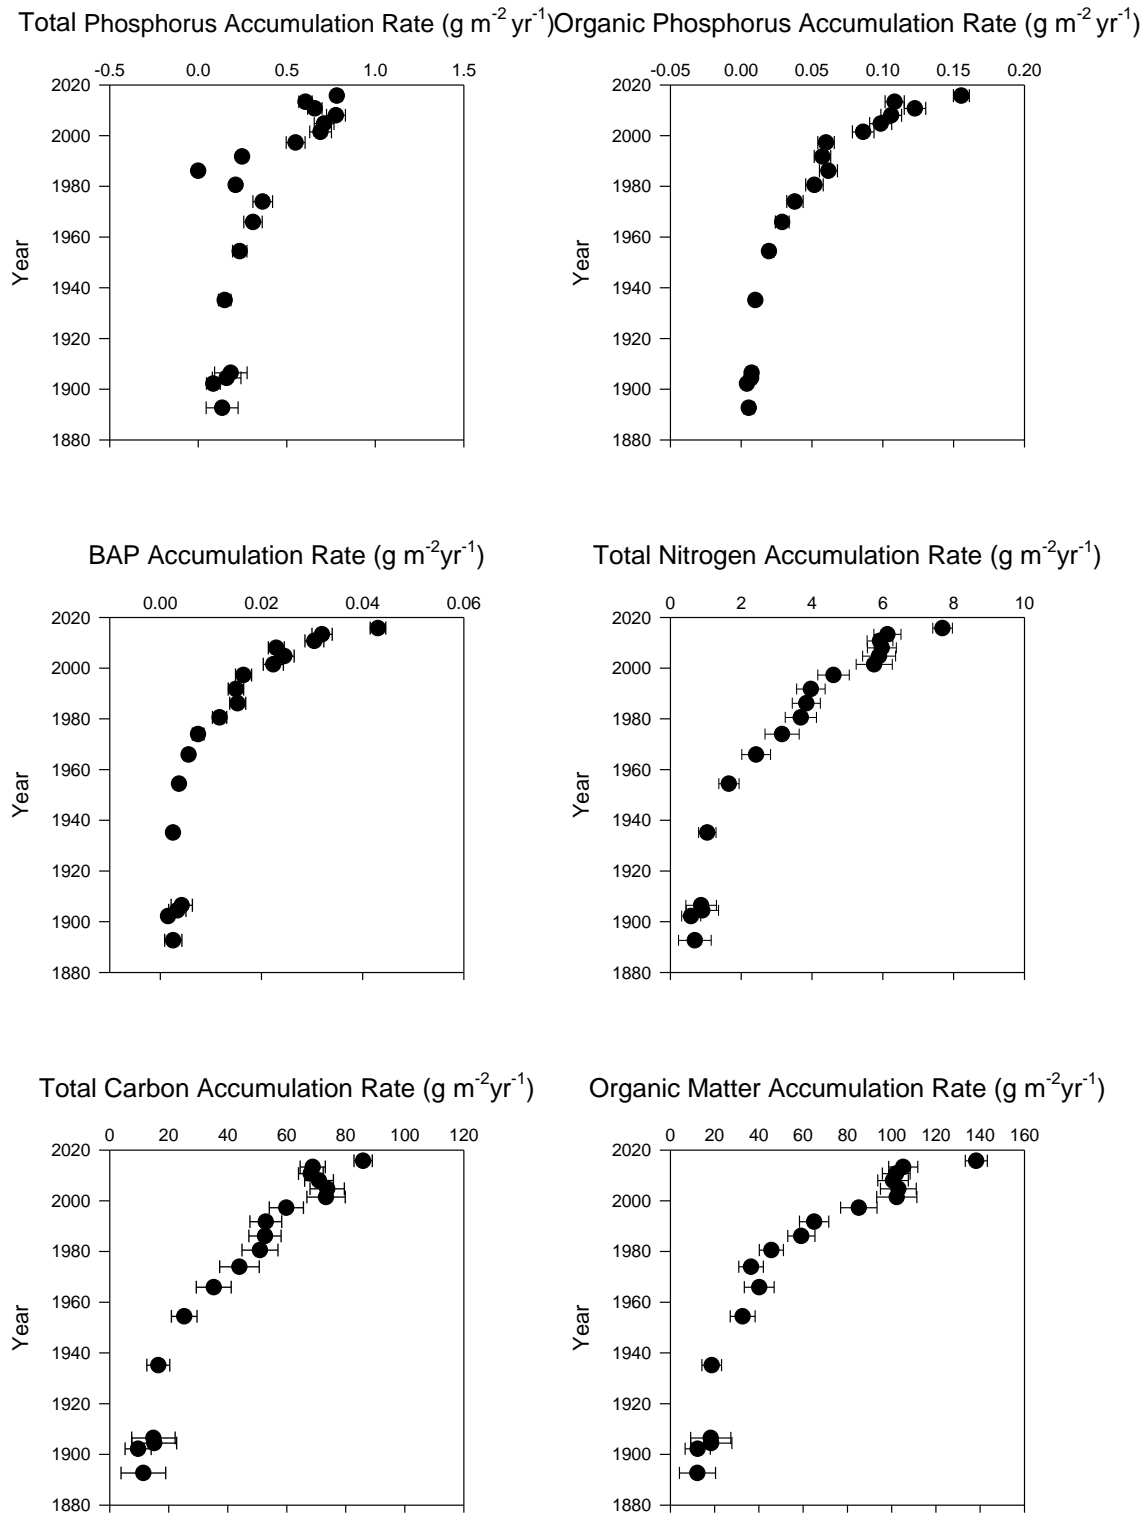 Total Phosphorus Accumulation Rate (g m-2 yr-1)
-0.5 0.0 0.5 1.0 1.5
Year
2020
2000
1980
1960
1940
1920
1900
1880
Organic Phosphorus Accumulation Rate (g m-2 yr-1)
-0.05 0.00 0.05 0.10 0.15 0.20
Year
2020
2000
1980
1960
1940
1920
1900
1880
BAP Accumulation Rate (g m-2yr-1)
0.00 0.02 0.04 0.06
Year
2020
2000
1980
1960
1940
1920
1900
1880
Total Nitrogen Accumulation Rate (g m-2yr-1)
0 2 4 6 8 10
Year
2020
2000
1980
1960
1940
1920
1900
1880
Total Carbon Accumulation Rate (g m-2yr-1)
0 20 40 60 80 100 120
Year
2020
2000
1980
1960
1940
1920
1900
1880
Organic Matter Accumulation Rate (g m-2yr-1)
0 20 40 60 80 100 120 140 160
Year
2020
2000
1980
1960
1940
1920
1900
1880